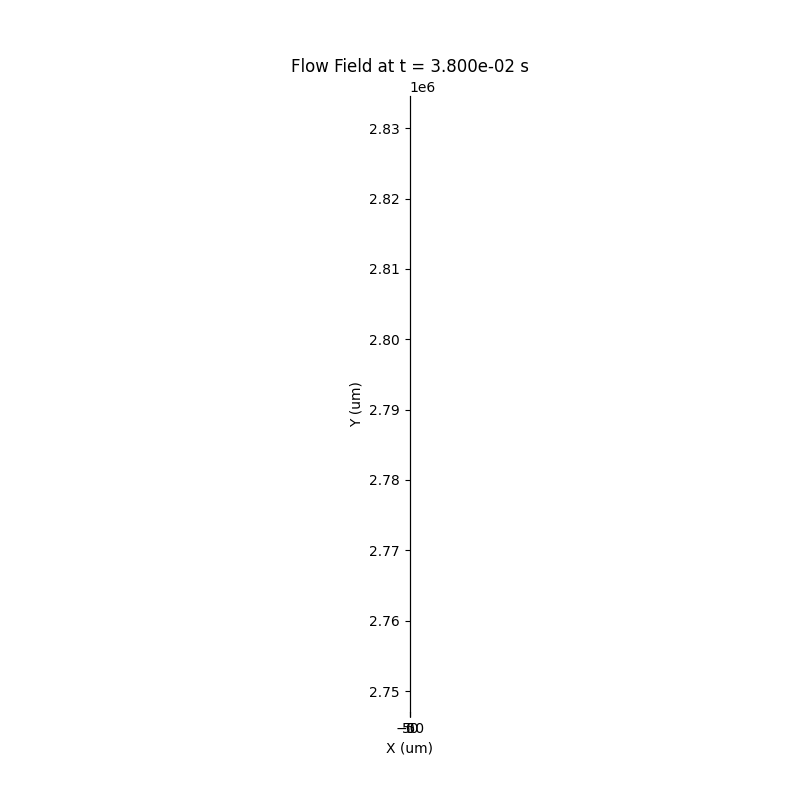 Flow Field at t = 3.800e-02 s
1e6
2.83
2.82
2.81
2.80
2.79
2.78
2.77
2.76
2.75
Y (um)
X (um)